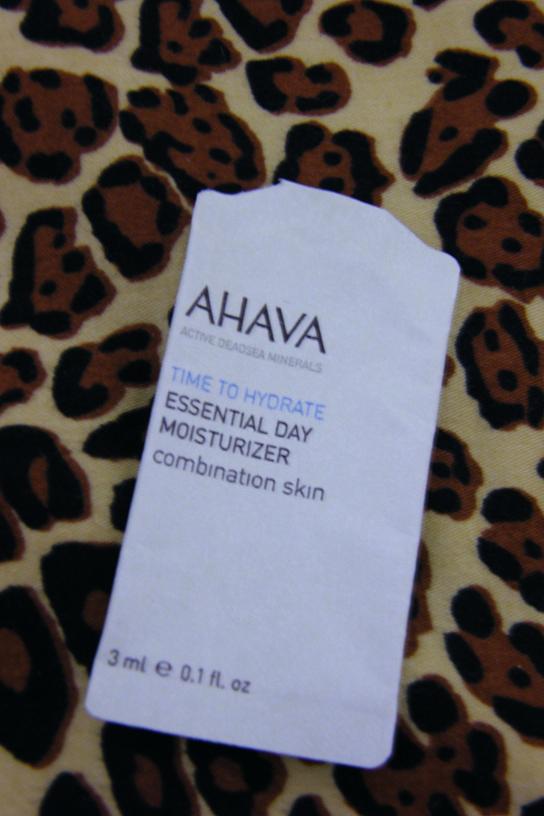 AHAVA
ACTIVE DEADSEA MINERALS
TIME TO HYDRATE
ESSENTIAL DAY
MOISTURIZER
combination skin
3 ml e 0.1 fl. oz